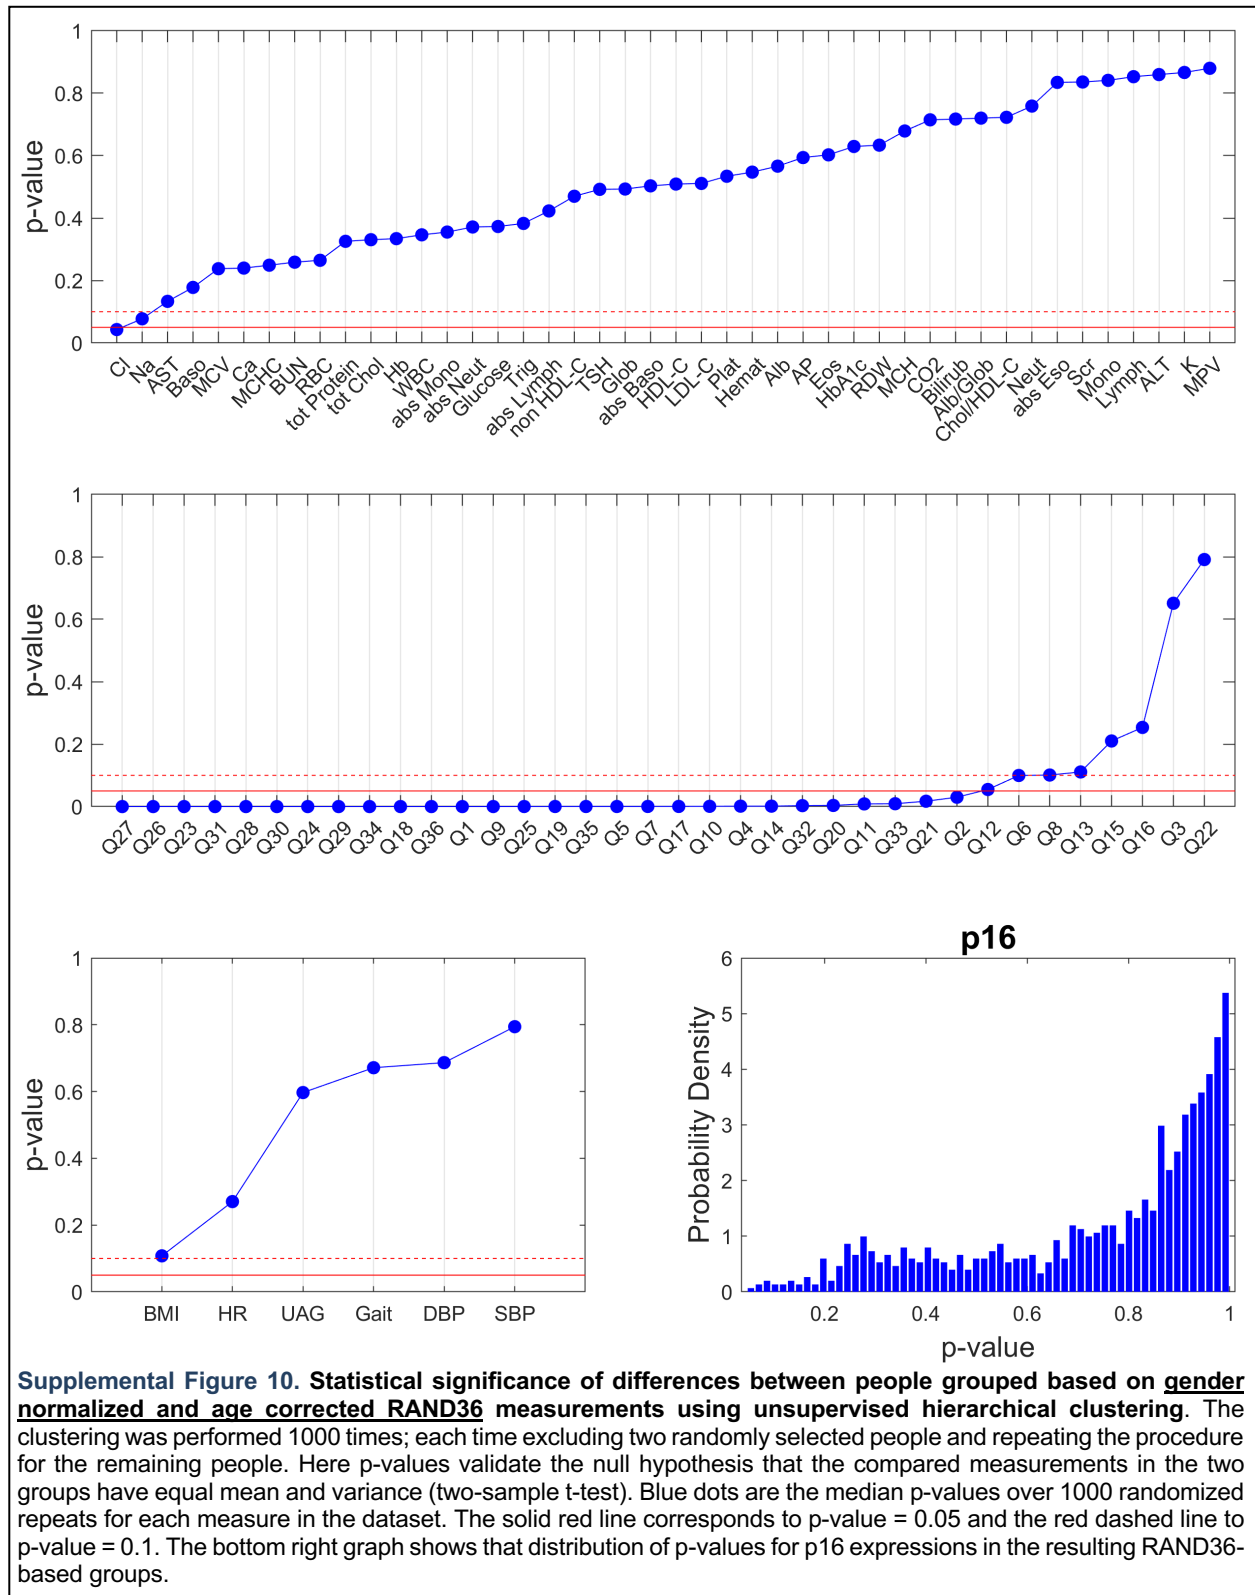 1
0.8
0.6
0.4
0.2
0
p-value
Cl Na AST Baso MCV Ca MCHC BUN RBC tot Protein tot Chol Hb WBC abs Mono abs Neut Glucose Trig abs Lymph non HDL-C TSH Glob abs Baso HDL-C LDL-C Plat Hemat Alb AP Eos HbA1c RDW MCH CO2 Bilirub Alb/Glob Chol/HDL-C Neut abs Eso Scr Mono Lymph ALT K MPV
1
0.8
0.6
0.4
0.2
0
p-value
Q27 Q26 Q23 Q31 Q28 Q30 Q24 Q29 Q34 Q18 Q36 Q1 Q9 Q25 Q19 Q35 Q5 Q7 Q17 Q10 Q4 Q14 Q32 Q20 Q11 Q33 Q21 Q2 Q12 Q6 Q8 Q13 Q15 Q16 Q3 Q22
1
0.8
0.6
0.4
0.2
0
p-value
BMI HR UAG Gait DBP SBP
p16
6
5
4
3
2
1
0
Probability Density
0.2 0.4 0.6 0.8 1
p-value
Supplemental Figure 10. Statistical significance of differences between people grouped based on gender
normalized and age corrected RAND36 measurements using unsupervised hierarchical clustering. The
clustering was performed 1000 times; each time excluding two randomly selected people and repeating the procedure
for the remaining people. Here p-values validate the null hypothesis that the compared measurements in the two
groups have equal mean and variance (two-sample t-test). Blue dots are the median p-values over 1000 randomized
repeats for each measure in the dataset. The solid red line corresponds to p-value = 0.05 and the red dashed line to
p-value = 0.1. The bottom right graph shows that distribution of p-values for p16 expressions in the resulting RAND36-
based groups.